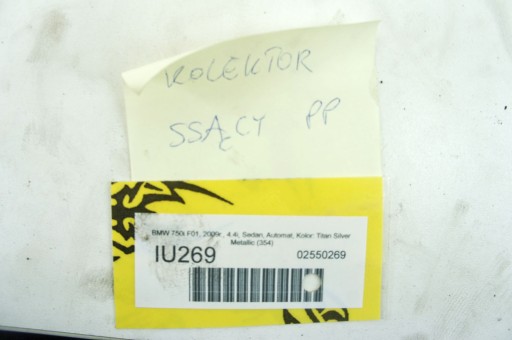 KOLEKTOR
SSĄCY PP
BMW 750i F01, 2009r., 4.4i, Sedan, Automat, Kolor: Titan Silver
Metallic (354)
IU269
02550269